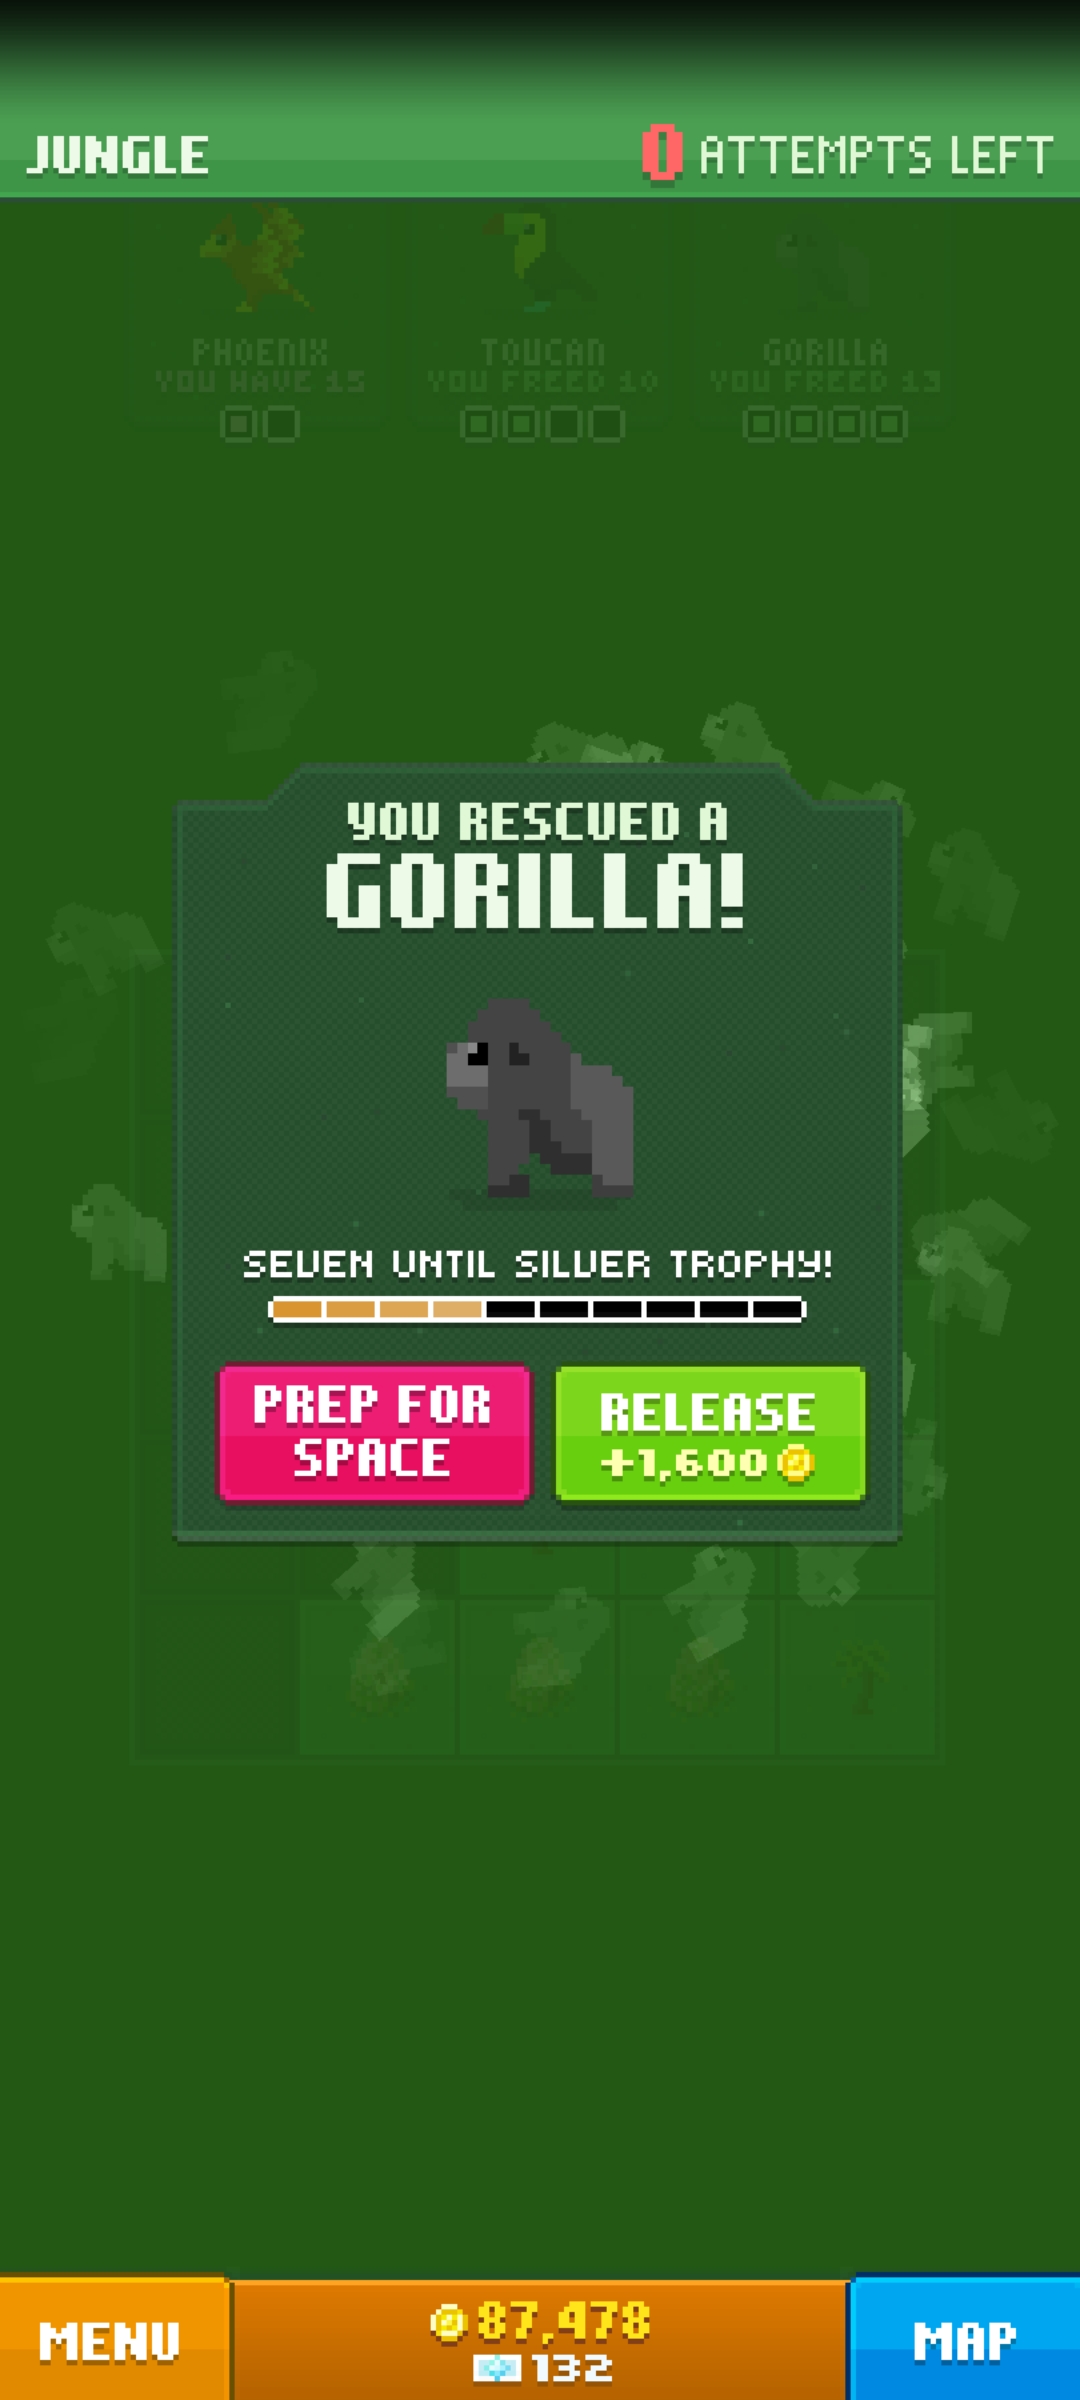 JUNGLE
0 ATTEMPTS LEFT
PHOENIX TOUCAN GORILLA
YOU HAVE 15 YOU FREED 10 YOU FREED 13
YOU RESCUED A
GORILLA!
SEVEN UNTIL SILVER TROPHY!
PREP FOR
SPACE
RELEASE
+1,600
MENU
87,478
132
MAP